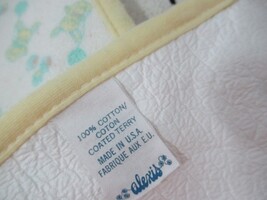 100% COTTON/
COTON
COATED TERRY
MADE IN U.S.A.
FABRIQUE AUX E.U.
alexis